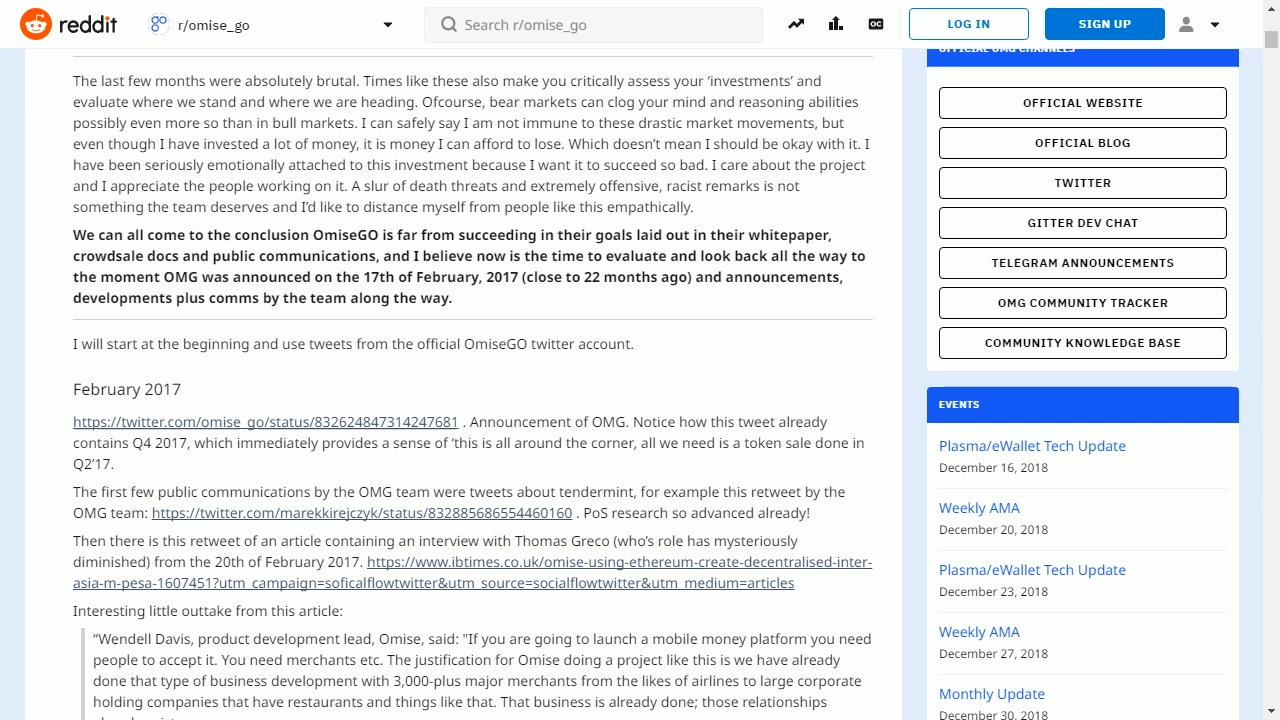 reddit
r/omise_go
Search r/omise_go
LOG IN
SIGN UP
The last few months were absolutely brutal. Times like these also make you critically assess your ‘investments’ and
evaluate where we stand and where we are heading. Ofcourse, bear markets can clog your mind and reasoning abilities
possibly even more so than in bull markets. I can safely say I am not immune to these drastic market movements, but
even though I have invested a lot of money, it is money I can afford to lose. Which doesn’t mean I should be okay with it. I
have been seriously emotionally attached to this investment because I want it to succeed so bad. I care about the project
and I appreciate the people working on it. A slur of death threats and extremely offensive, racist remarks is not
something the team deserves and I’d like to distance myself from people like this empathically.
We can all come to the conclusion OmiseGO is far from succeeding in their goals laid out in their whitepaper,
crowdsale docs and public communications, and I believe now is the time to evaluate and look back all the way to
the moment OMG was announced on the 17th of February, 2017 (close to 22 months ago) and announcements,
developments plus comms by the team along the way.
I will start at the beginning and use tweets from the official OmiseGO twitter account.
February 2017
https://twitter.com/omise_go/status/832624847314247681 . Announcement of OMG. Notice how this tweet already
contains Q4 2017, which immediately provides a sense of ‘this is all around the corner, all we need is a token sale done in
Q2’17.
The first few public communications by the OMG team were tweets about tendermint, for example this retweet by the
OMG team: https://twitter.com/marekkirejczyk/status/832885686554460160 . PoS research so advanced already!
Then there is this retweet of an article containing an interview with Thomas Greco (who’s role has mysteriously
diminished) from the 20th of February 2017. https://www.ibtimes.co.uk/omise-using-ethereum-create-decentralised-inter-
asia-m-pesa-1607451?utm_campaign=soficalflowtwitter&utm_source=socialflowtwitter&utm_medium=articles
Interesting little outtake from this article:
“Wendell Davis, product development lead, Omise, said: "If you are going to launch a mobile money platform you need
people to accept it. You need merchants etc. The justification for Omise doing a project like this is we have already
done that type of business development with 3,000-plus major merchants from the likes of airlines to large corporate
holding companies that have restaurants and things like that. That business is already done; those relationships
OFFICIAL OMG CHANNELS
OFFICIAL WEBSITE
OFFICIAL BLOG
TWITTER
GITTER DEV CHAT
TELEGRAM ANNOUNCEMENTS
OMG COMMUNITY TRACKER
COMMUNITY KNOWLEDGE BASE
EVENTS
Plasma/eWallet Tech Update
December 16, 2018
Weekly AMA
December 20, 2018
Plasma/eWallet Tech Update
December 23, 2018
Weekly AMA
December 27, 2018
Monthly Update
December 30, 2018